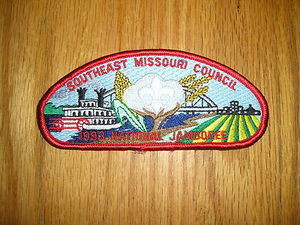 SOUTHEAST MISSOURI COUNCIL
1993 NATIONAL JAMBOREE